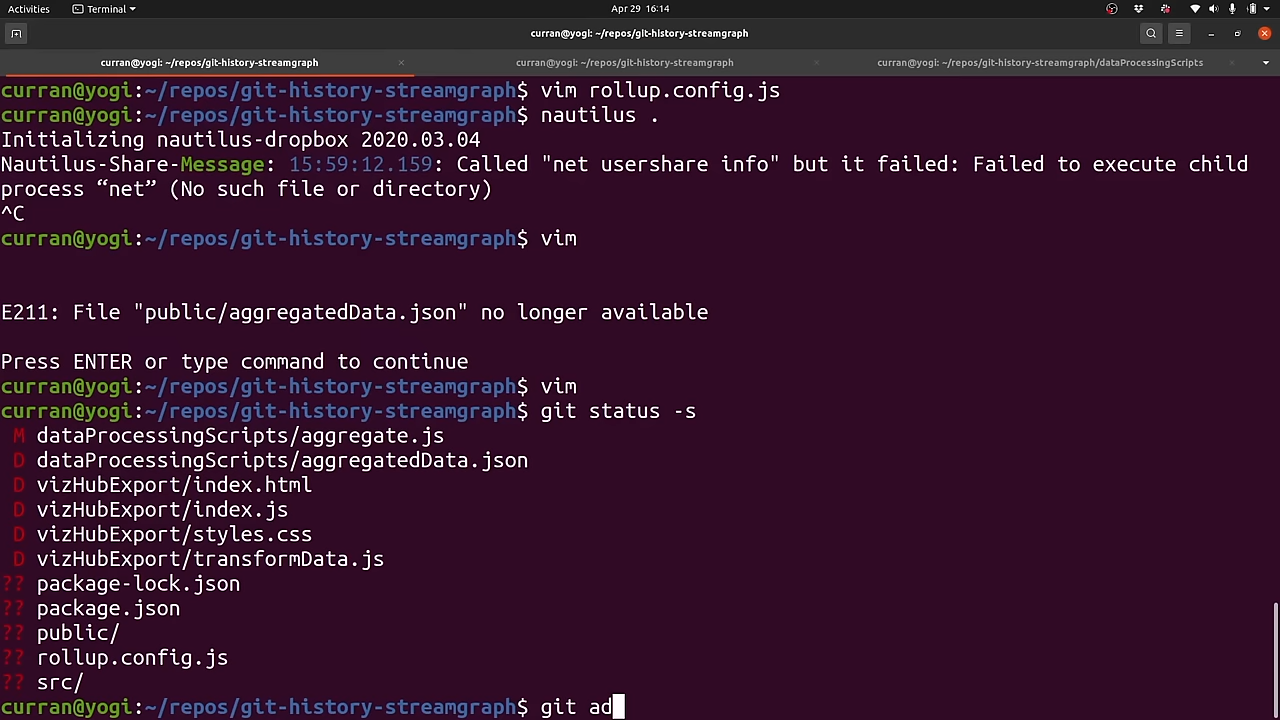 Activities
Terminal
Apr 29 16:14
curran@yogi: ~/repos/git-history-streamgraph
curran@yogi: ~/repos/git-history-streamgraph
curran@yogi: ~/repos/git-history-streamgraph
curran@yogi: ~/repos/git-history-streamgraph/dataProcessingScripts
curran@yogi:~/repos/git-history-streamgraph$ vim rollup.config.js
curran@yogi:~/repos/git-history-streamgraph$ nautilus .
Initializing nautilus-dropbox 2020.03.04
Nautilus-Share-Message: 15:59:12.159: Called "net usershare info" but it failed: Failed to execute child
process “net” (No such file or directory)
^C
curran@yogi:~/repos/git-history-streamgraph$ vim
E211: File "public/aggregatedData.json" no longer available
Press ENTER or type command to continue
curran@yogi:~/repos/git-history-streamgraph$ vim
curran@yogi:~/repos/git-history-streamgraph$ git status -s
M dataProcessingScripts/aggregate.js
D dataProcessingScripts/aggregatedData.json
D vizHubExport/index.html
D vizHubExport/index.js
D vizHubExport/styles.css
D vizHubExport/transformData.js
?? package-lock.json
?? package.json
?? public/
?? rollup.config.js
?? src/
curran@yogi:~/repos/git-history-streamgraph$ git ad